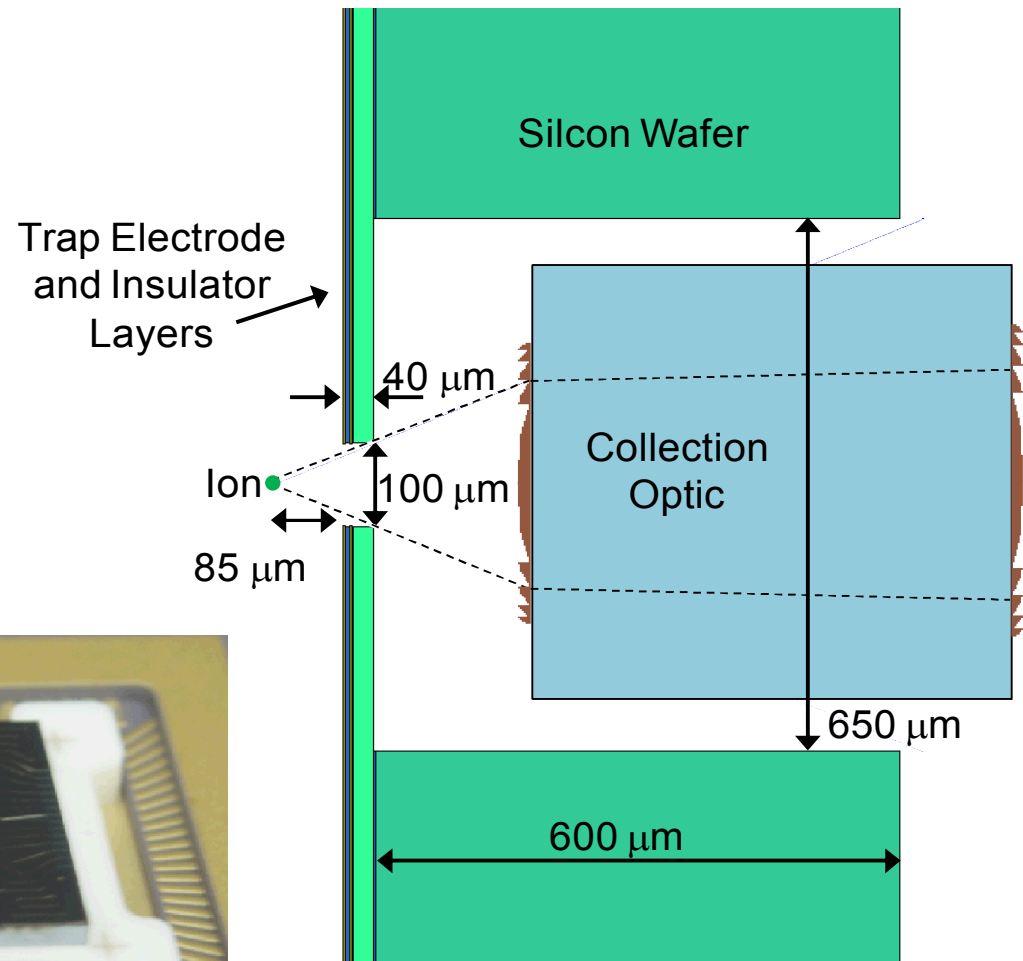 Silcon Wafer
Trap Electrode
and Insulator
Layers
40 μm
Collection
Optic
Ion
100 μm
85 μm
650 μm
600 μm